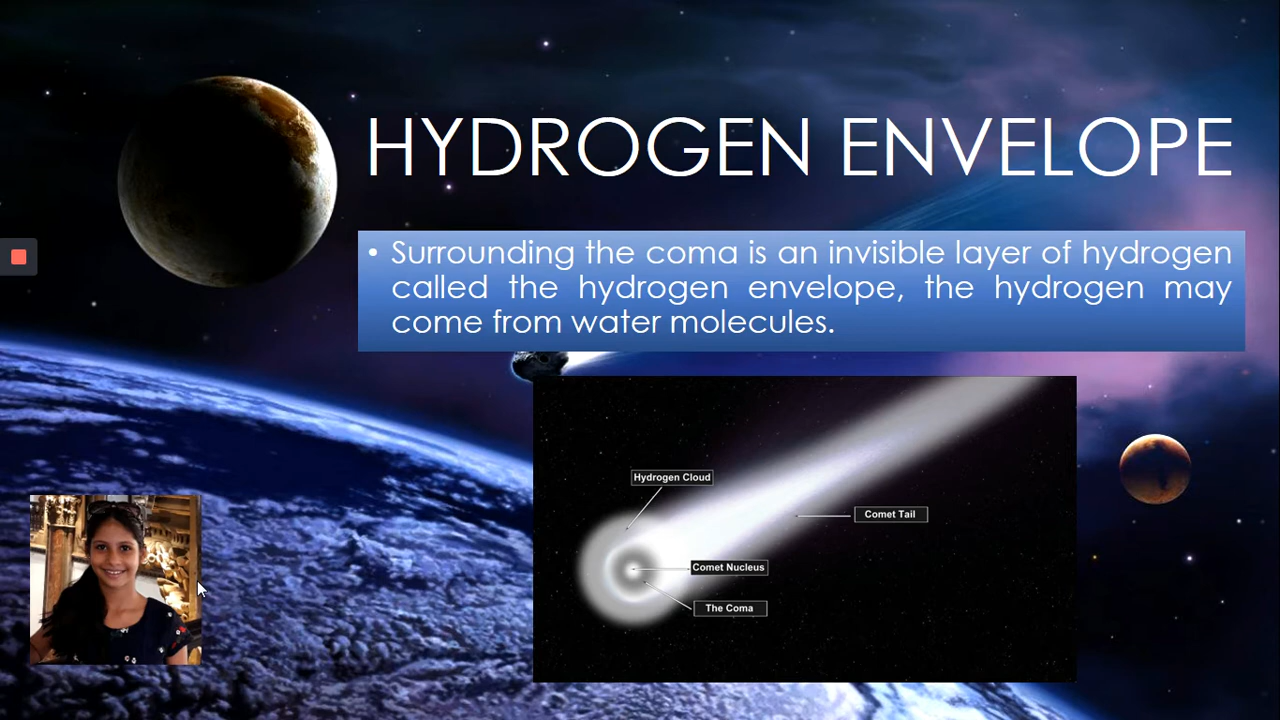 HYDROGEN ENVELOPE
• Surrounding the coma is an invisible layer of hydrogen
called the hydrogen envelope, the hydrogen may
come from water molecules.
Hydrogen Cloud
Comet Tail
Comet Nucleus
The Coma